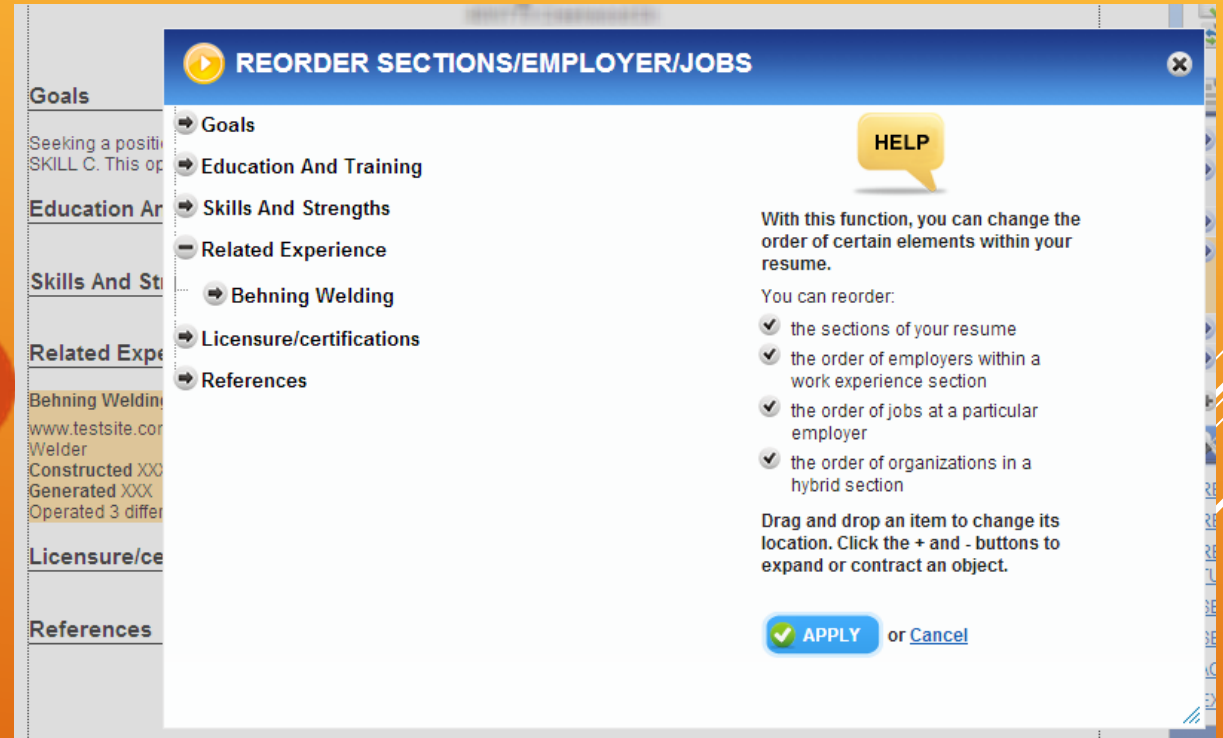 REORDER SECTIONS/EMPLOYER/JOBS
Goals
Education And Training
Skills And Strengths
Related Experience
Behning Welding
Licensure/certifications
References
HELP
With this function, you can change the
order of certain elements within your
resume.
You can reorder:
the sections of your resume
the order of employers within a
work experience section
the order of jobs at a particular
employer
the order of organizations in a
hybrid section
Drag and drop an item to change its
location. Click the + and - buttons to
expand or contract an object.
APPLY or Cancel
Goals
Seeking a positi
SKILL C. This op
Education Ar
Skills And St
Related Expe
Behning Welding
www.testsite.cor
Welder
Constructed XXX
Generated XXX
Operated 3 differ
Licensure/ce
References